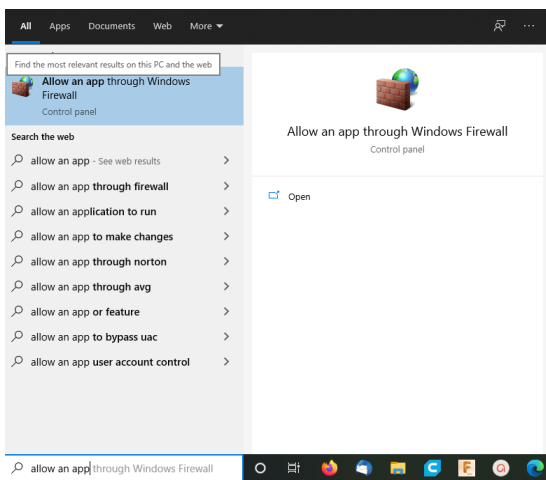 All Apps Documents Web More
Find the most relevant results on this PC and the web
Allow an app through Windows
Firewall
Control panel
Search the web
allow an app - See web results
allow an app through firewall
allow an application to run
allow an app to make changes
allow an app through norton
allow an app through avg
allow an app or feature
allow an app to bypass uac
allow an app user account control
Allow an app through Windows Firewall
Control panel
Open
allow an app through Windows Firewall